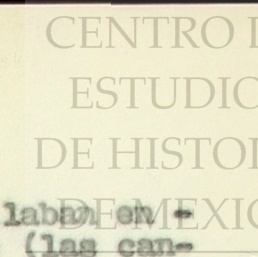 CENTRO
ESTUDIO
DE HISTO
DE MEXIC
laban en -
(las can-